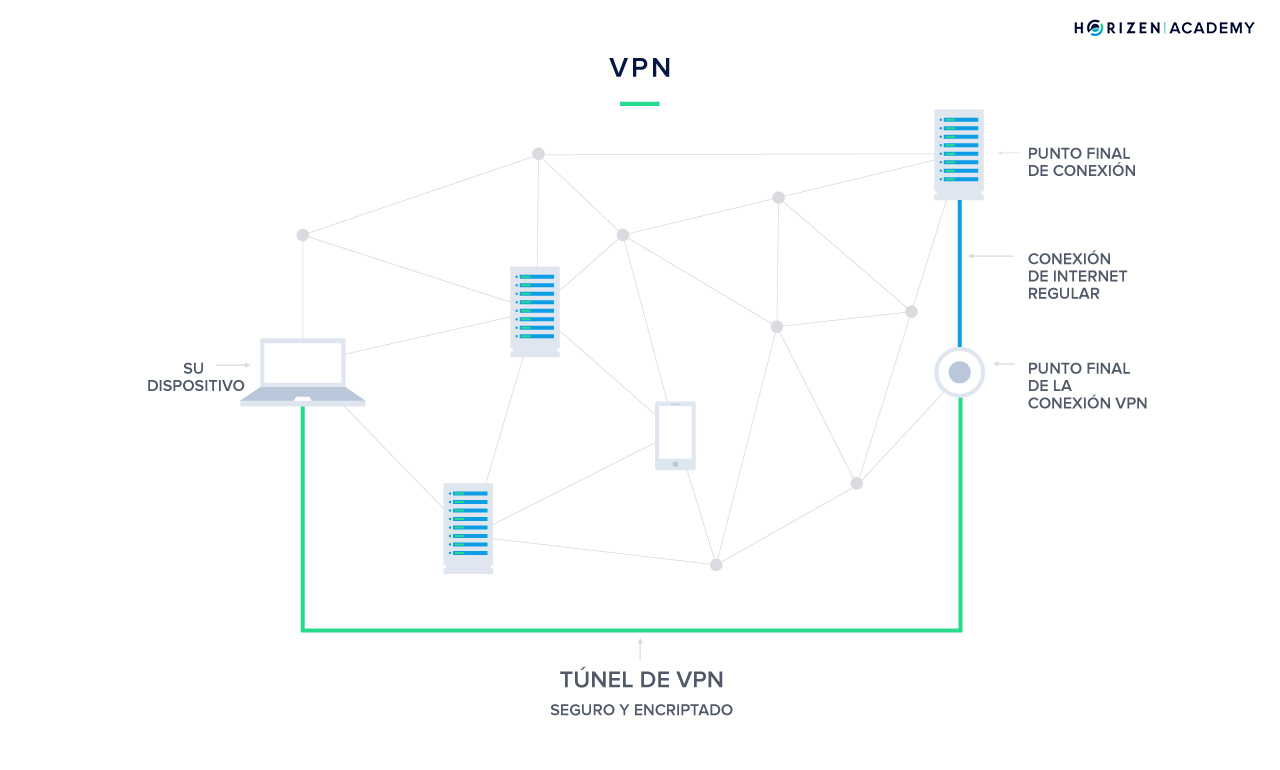 HORIZEN | ACADEMY
VPN
PUNTO FINAL
DE CONEXIÓN
CONEXIÓN
DE INTERNET
REGULAR
SU
DISPOSITIVO
PUNTO FINAL
DE LA
CONEXIÓN VPN
TÚNEL DE VPN
SEGURO Y ENCRIPTADO